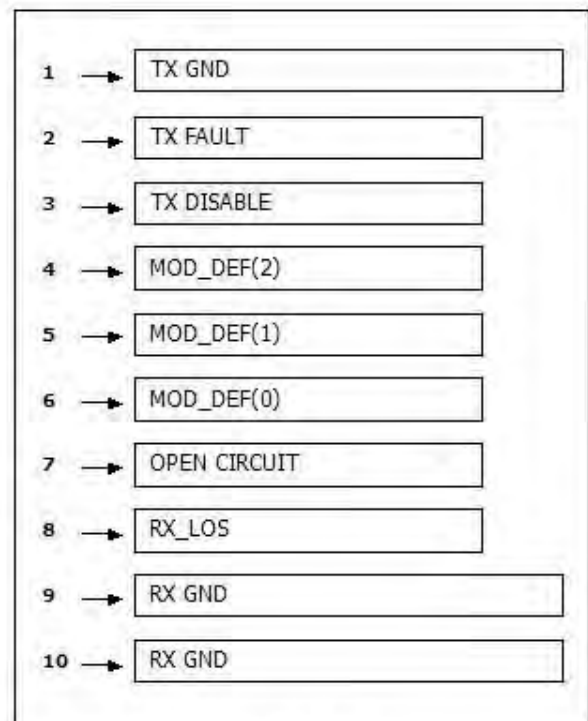 1 TX GND
2 TX FAULT
3 TX DISABLE
4 MOD_DEF(2)
5 MOD_DEF(1)
6 MOD_DEF(0)
7 OPEN CIRCUIT
8 RX_LOS
9 RX GND
10 RX GND